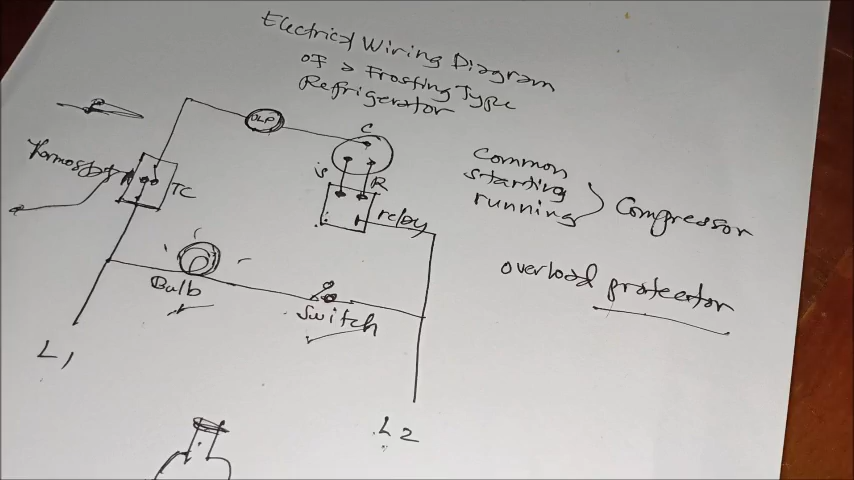 Electrical Wiring Diagram
of a Frosting Type
Refrigerator
OLP
C
Thermostat
TC
S
R
relay
Common
starting
running
Compressor
overload protector
Bulb
Switch
L1
L2